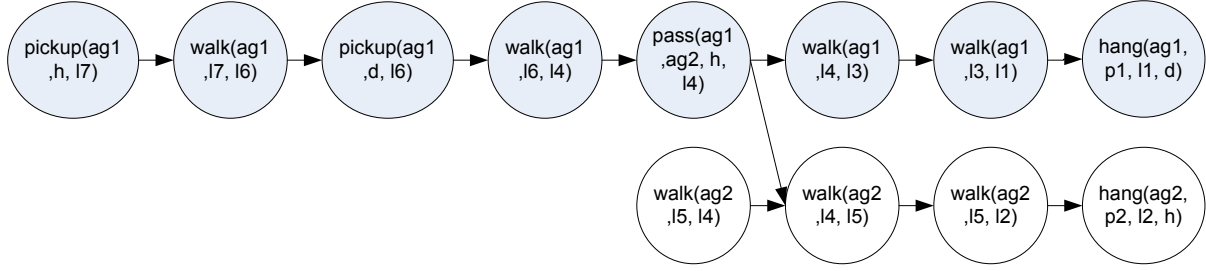 pickup(ag1
,h, l7)
walk(ag1
,l7, l6)
pickup(ag1
,d, l6)
walk(ag1
,l6, l4)
pass(ag1
,ag2, h,
l4)
walk(ag1
,l4, l3)
walk(ag1
,l3, l1)
hang(ag1,
p1, l1, d)
walk(ag2
,l5, l4)
walk(ag2
,l4, l5)
walk(ag2
,l5, l2)
hang(ag2,
p2, l2, h)